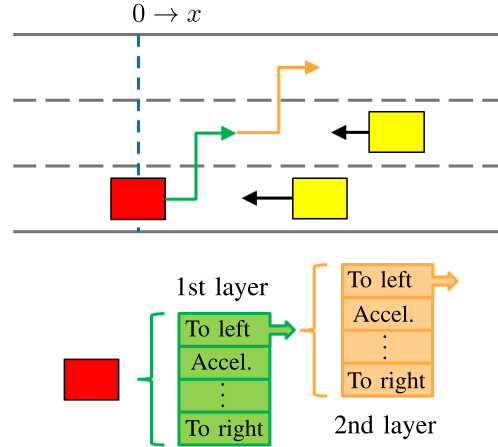 0 → x
1st layer
To left
Accel.
⋮
To right
To left
Accel.
⋮
To right
2nd layer